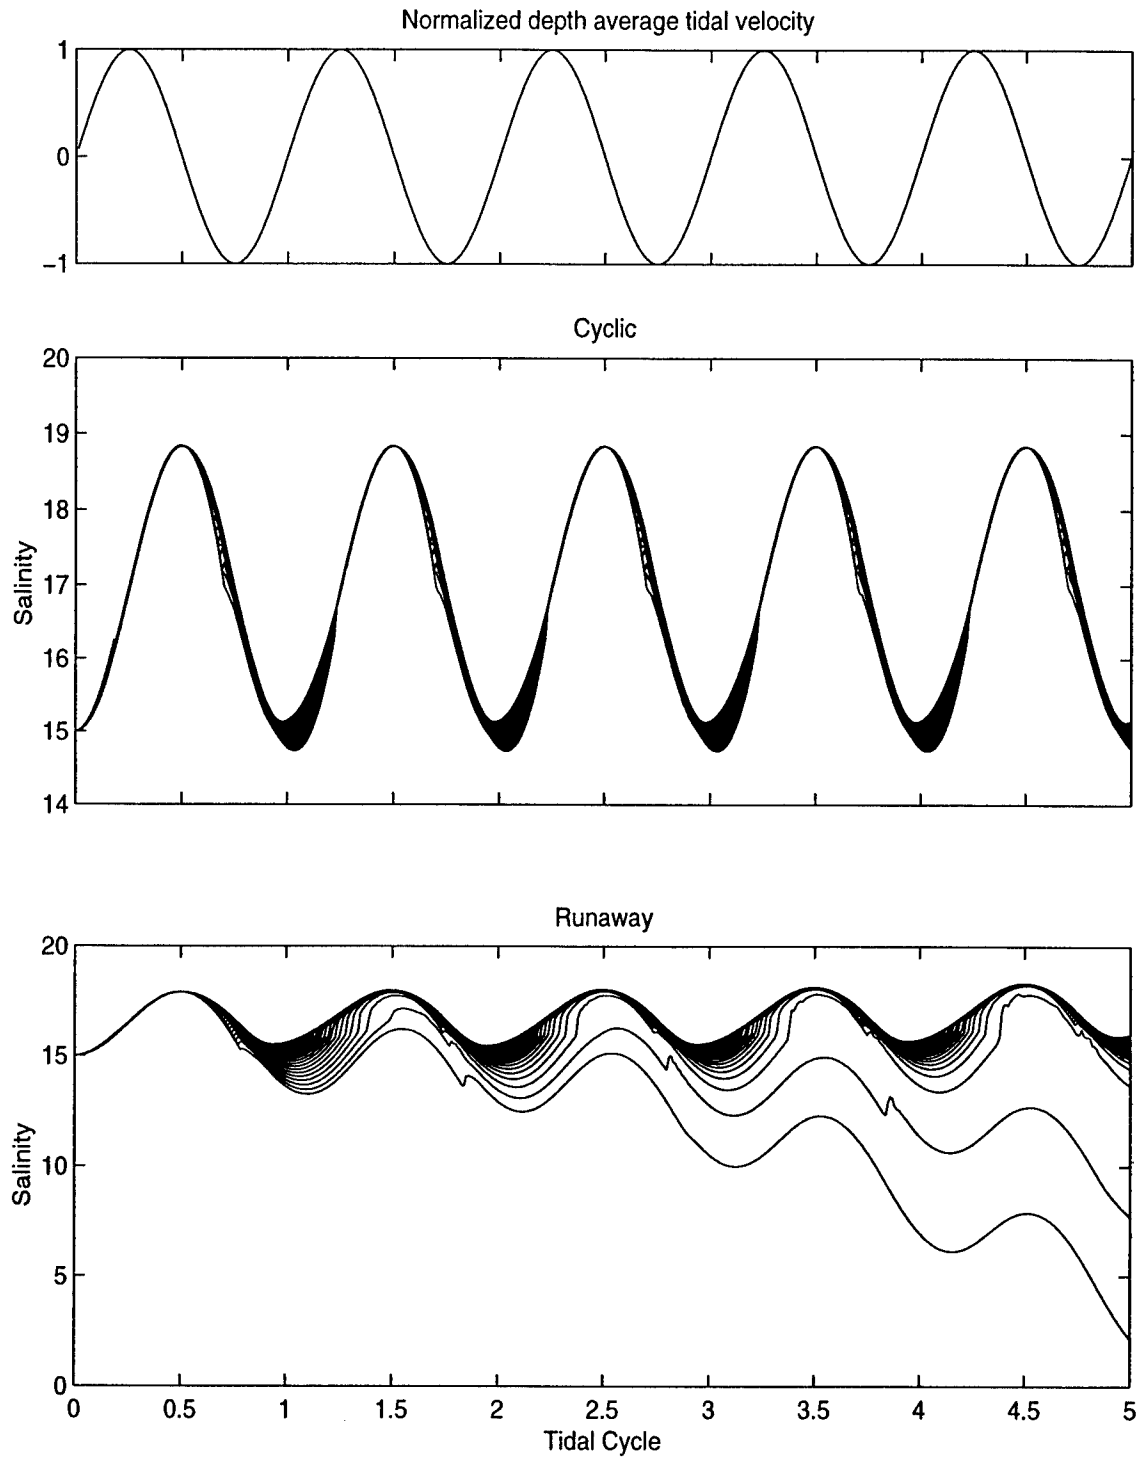 Normalized depth average tidal velocity
1
0
−1
Cyclic
20
19
18
17
16
15
14
Salinity
Runaway
20
15
10
5
0
Salinity
0 0.5 1 1.5 2 2.5 3 3.5 4 4.5 5
Tidal Cycle